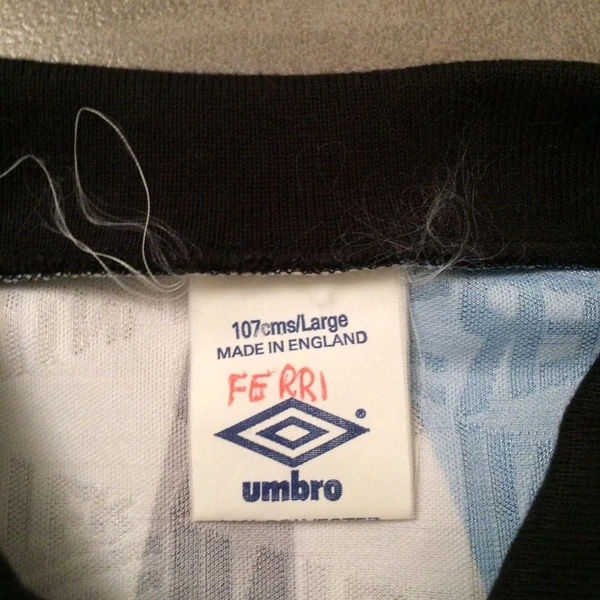 107cms/Large
MADE IN ENGLAND
FERRI
®
umbro